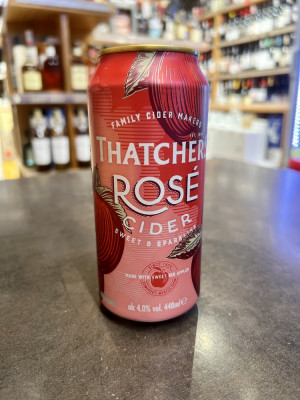 FAMILY CIDER MAKERS
THATCHERS
ROSÉ
CIDER
SWEET & SPARKLING
MADE WITH SWEET RED APPLES
alc 4.0% vol. 440ml e